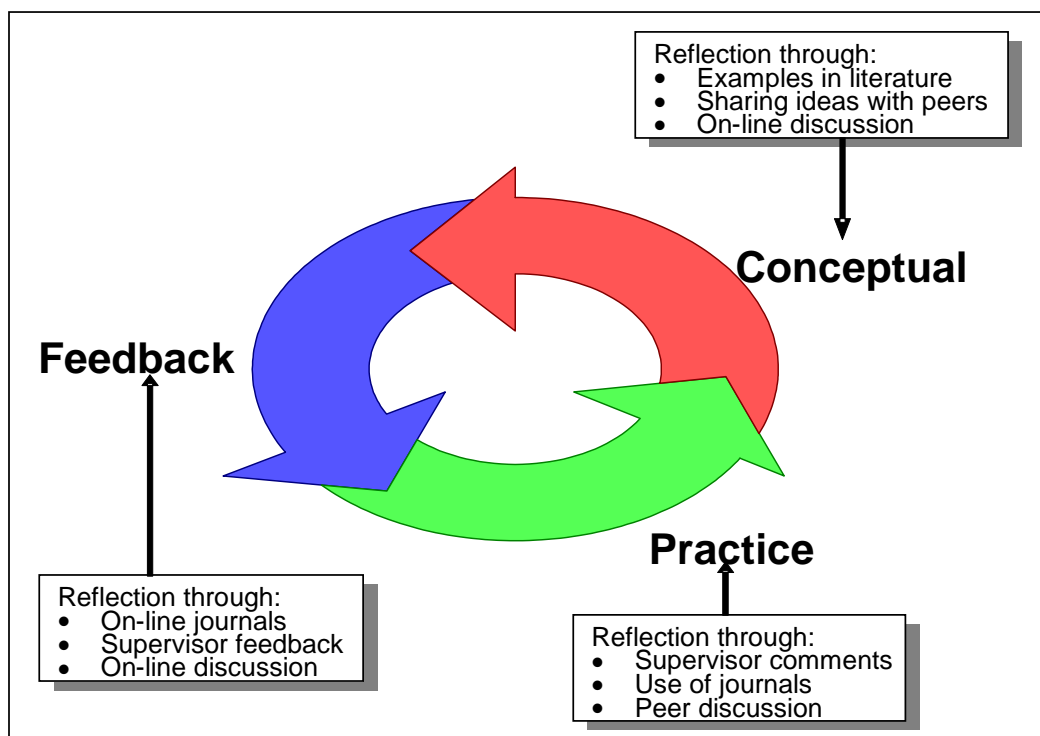 Reflection through:
• Examples in literature
• Sharing ideas with peers
• On-line discussion
Conceptual
Feedback
Practice
Reflection through:
• On-line journals
• Supervisor feedback
• On-line discussion
Reflection through:
• Supervisor comments
• Use of journals
• Peer discussion